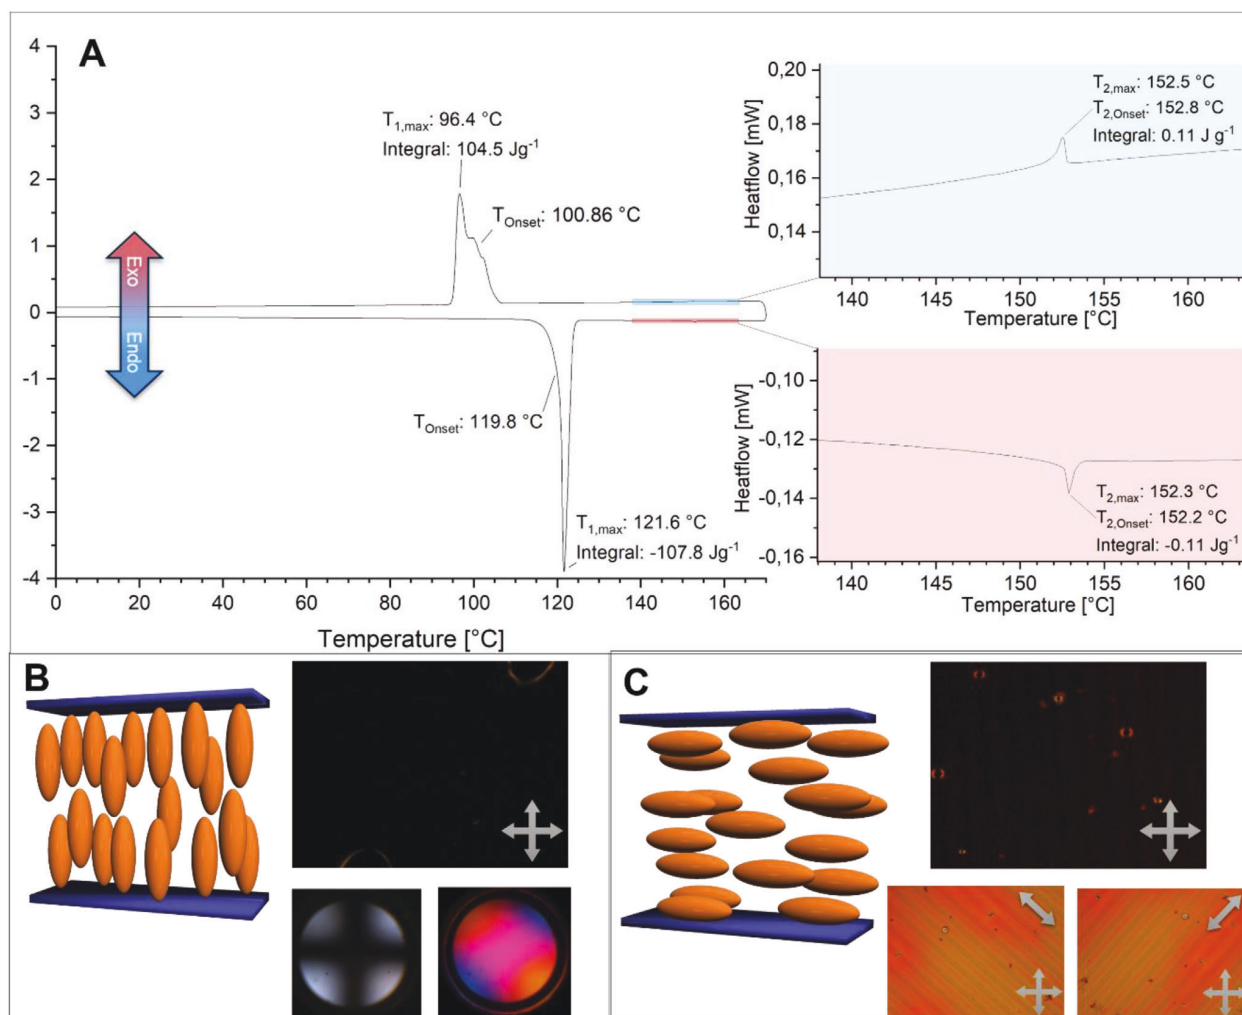 A
4
3
2
1
0
-1
-2
-3
-4
T1,max: 96.4 °C
Integral: 104.5 Jg-1
TOnset: 100.86 °C
Exo
Endo
TOnset: 119.8 °C
T1,max: 121.6 °C
Integral: -107.8 Jg-1
0 20 40 60 80 100 120 140 160
Temperature [°C]
0,20
0,18
0,16
0,14
Heatflow [mW]
T2,max: 152.5 °C
T2,Onset: 152.8 °C
Integral: 0.11 J g-1
140 145 150 155 160
Temperature [°C]
-0,10
-0,12
-0,14
-0,16
Heatflow [mW]
T2,max: 152.3 °C
T2,Onset: 152.2 °C
Integral: -0.11 Jg-1
140 145 150 155 160
Temperature [°C]
B
C